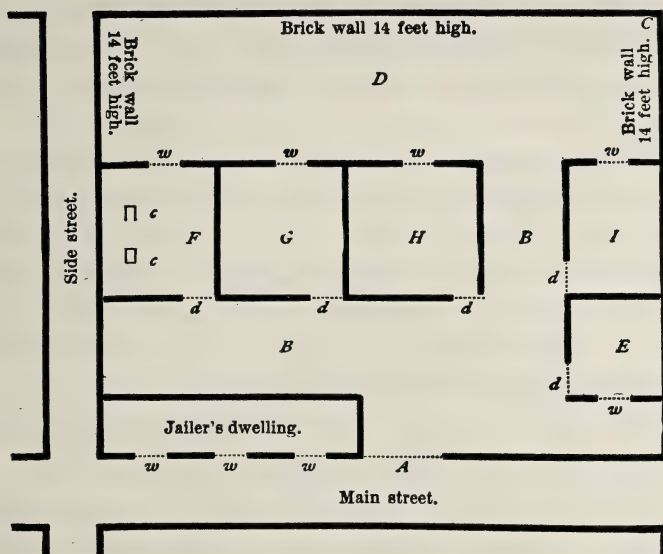 Brick wall 14 feet high.
C
Brick wall
14 feet high.
Brick wall
14 feet high.
D
w
w
w
w
Side street.
c
c
F
G
H
B
I
d
d
d
d
B
E
d
w
Jailer's dwelling.
w
w
w
A
Main street.